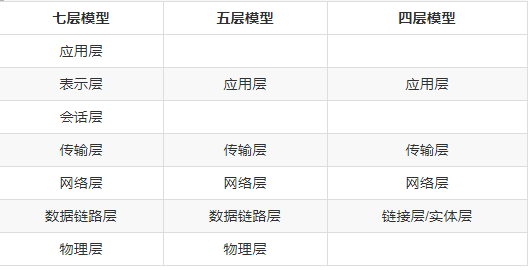 七层模型 五层模型 四层模型
应用层
表示层 应用层 应用层
会话层
传输层 传输层 传输层
网络层 网络层 网络层
数据链路层 数据链路层 链接层/实体层
物理层 物理层